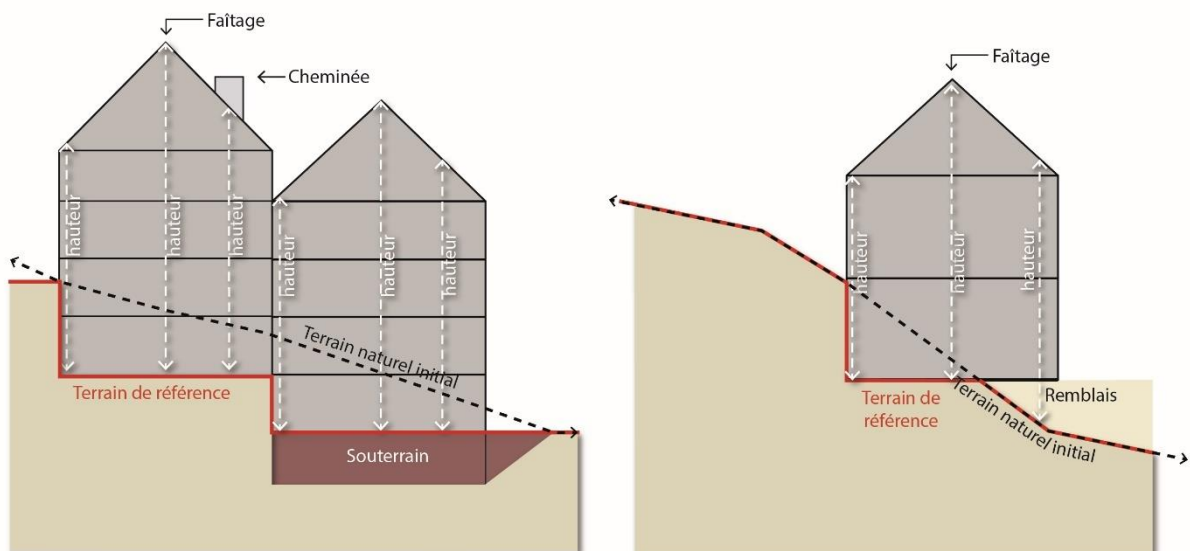 Faîtage
Cheminée
hauteur
hauteur
hauteur
hauteur
hauteur
hauteur
Terrain naturel initial
Terrain de référence
Souterrain
Faîtage
hauteur
hauteur
hauteur
Terrain de
référence
Remblais
Terrain naturel initial